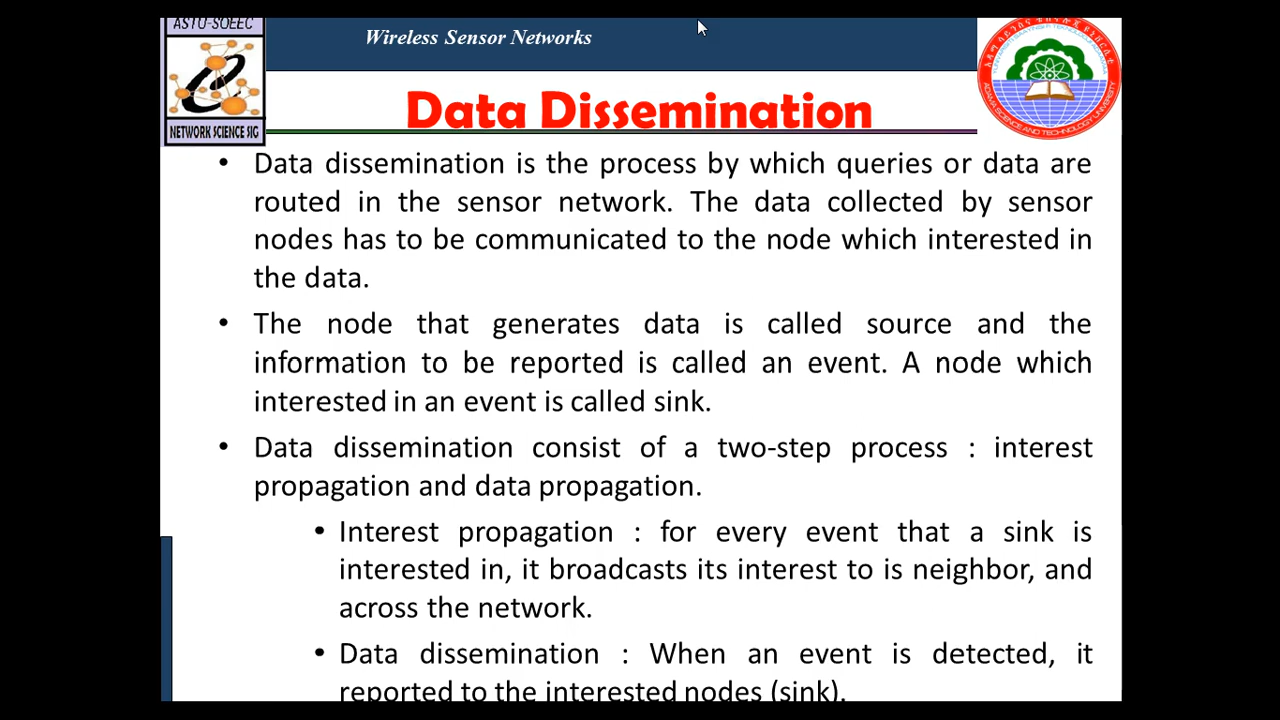 ASTU-SOEEC
Wireless Sensor Networks
NETWORK SCIENCE SIG
ADAMA SCIENCE AND TECHNOLOGY UNIVERSITY
Data Dissemination
• Data dissemination is the process by which queries or data are
routed in the sensor network. The data collected by sensor
nodes has to be communicated to the node which interested in
the data.
• The node that generates data is called source and the
information to be reported is called an event. A node which
interested in an event is called sink.
• Data dissemination consist of a two-step process : interest
propagation and data propagation.
• Interest propagation : for every event that a sink is
interested in, it broadcasts its interest to is neighbor, and
across the network.
• Data dissemination : When an event is detected, it
reported to the interested nodes (sink).